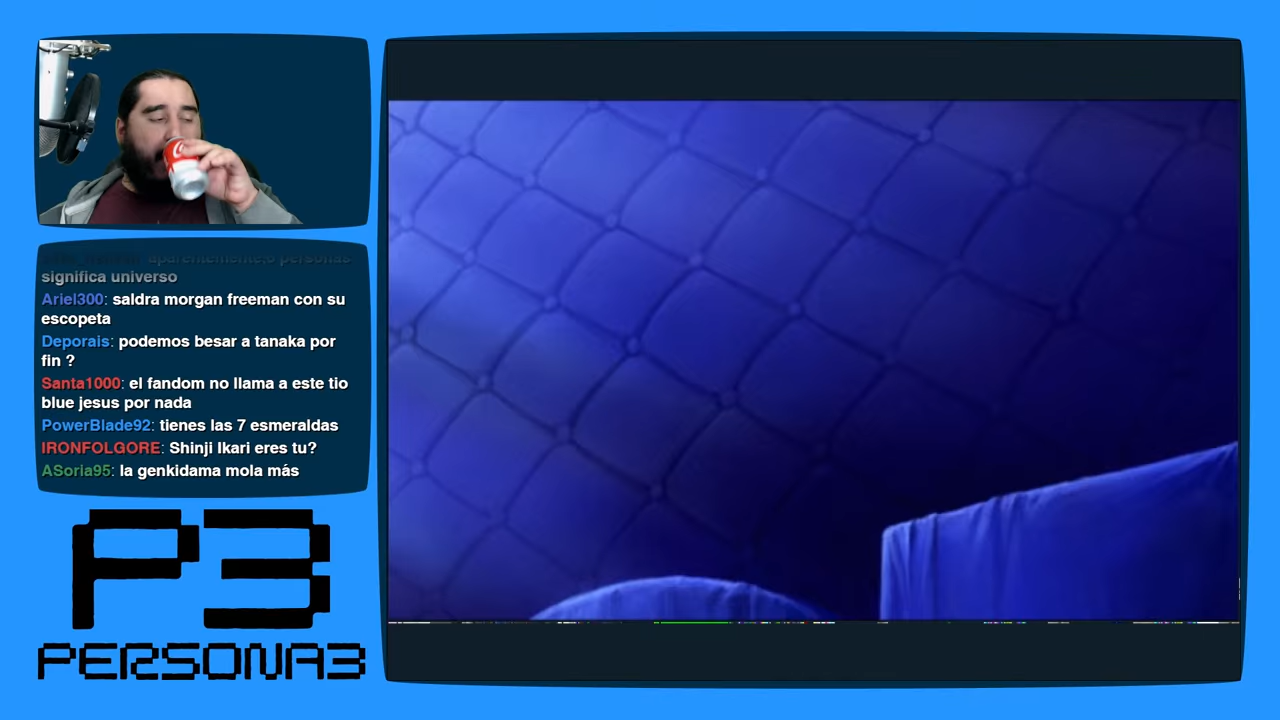 aparentemente,o personas
significa universo
Ariel300: saldra morgan freeman con su
escopeta
Deporais: podemos besar a tanaka por
fin ?
Santa1000: el fandom no llama a este tio
blue jesus por nada
PowerBlade92: tienes las 7 esmeraldas
IRONFOLGORE: Shinji Ikari eres tu?
ASoria95: la genkidama mola más
P3
PERSONA3